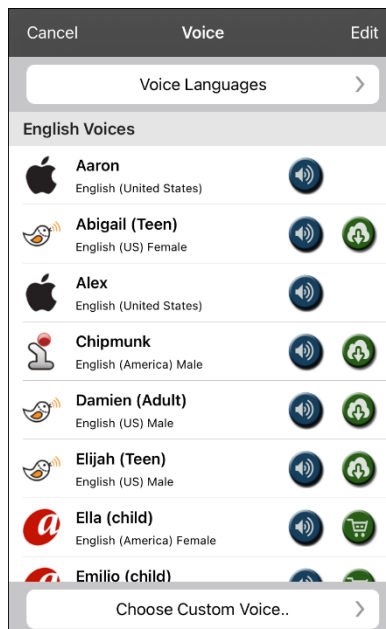 Cancel Voice Edit
Voice Languages
English Voices
Aaron
English (United States)
Abigail (Teen)
English (US) Female
Alex
English (United States)
Chipmunk
English (America) Male
Damien (Adult)
English (US) Male
Elijah (Teen)
English (US) Male
Ella (child)
English (America) Female
Emilio (child)
Choose Custom Voice..